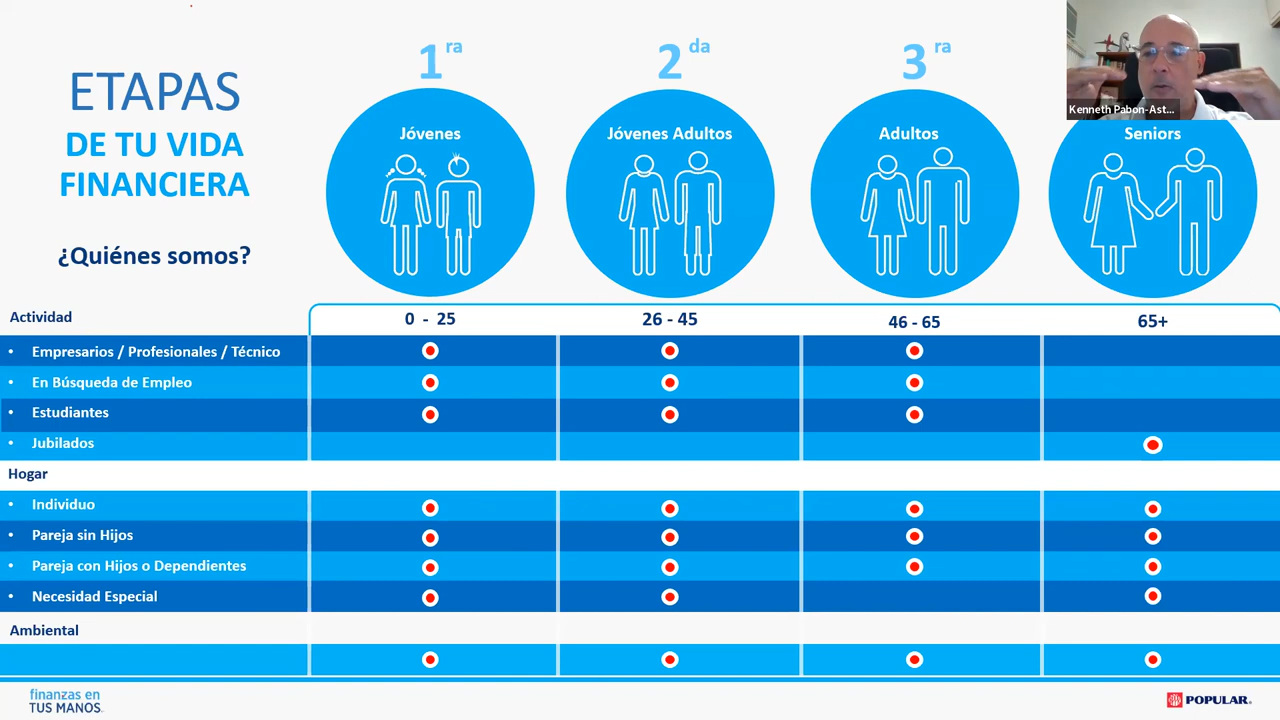 1ra
2da
3ra
ETAPAS
DE TU VIDA
FINANCIERA
¿Quiénes somos?
Kenneth Pabon-Ast...
Jóvenes
Jóvenes Adultos
Adultos
Seniors
Actividad
0 - 25
26 - 45
46 - 65
65+
• Empresarios / Profesionales / Técnico
• En Búsqueda de Empleo
• Estudiantes
• Jubilados
Hogar
• Individuo
• Pareja sin Hijos
• Pareja con Hijos o Dependientes
• Necesidad Especial
Ambiental
finanzas en
TUS MANOS.
POPULAR.